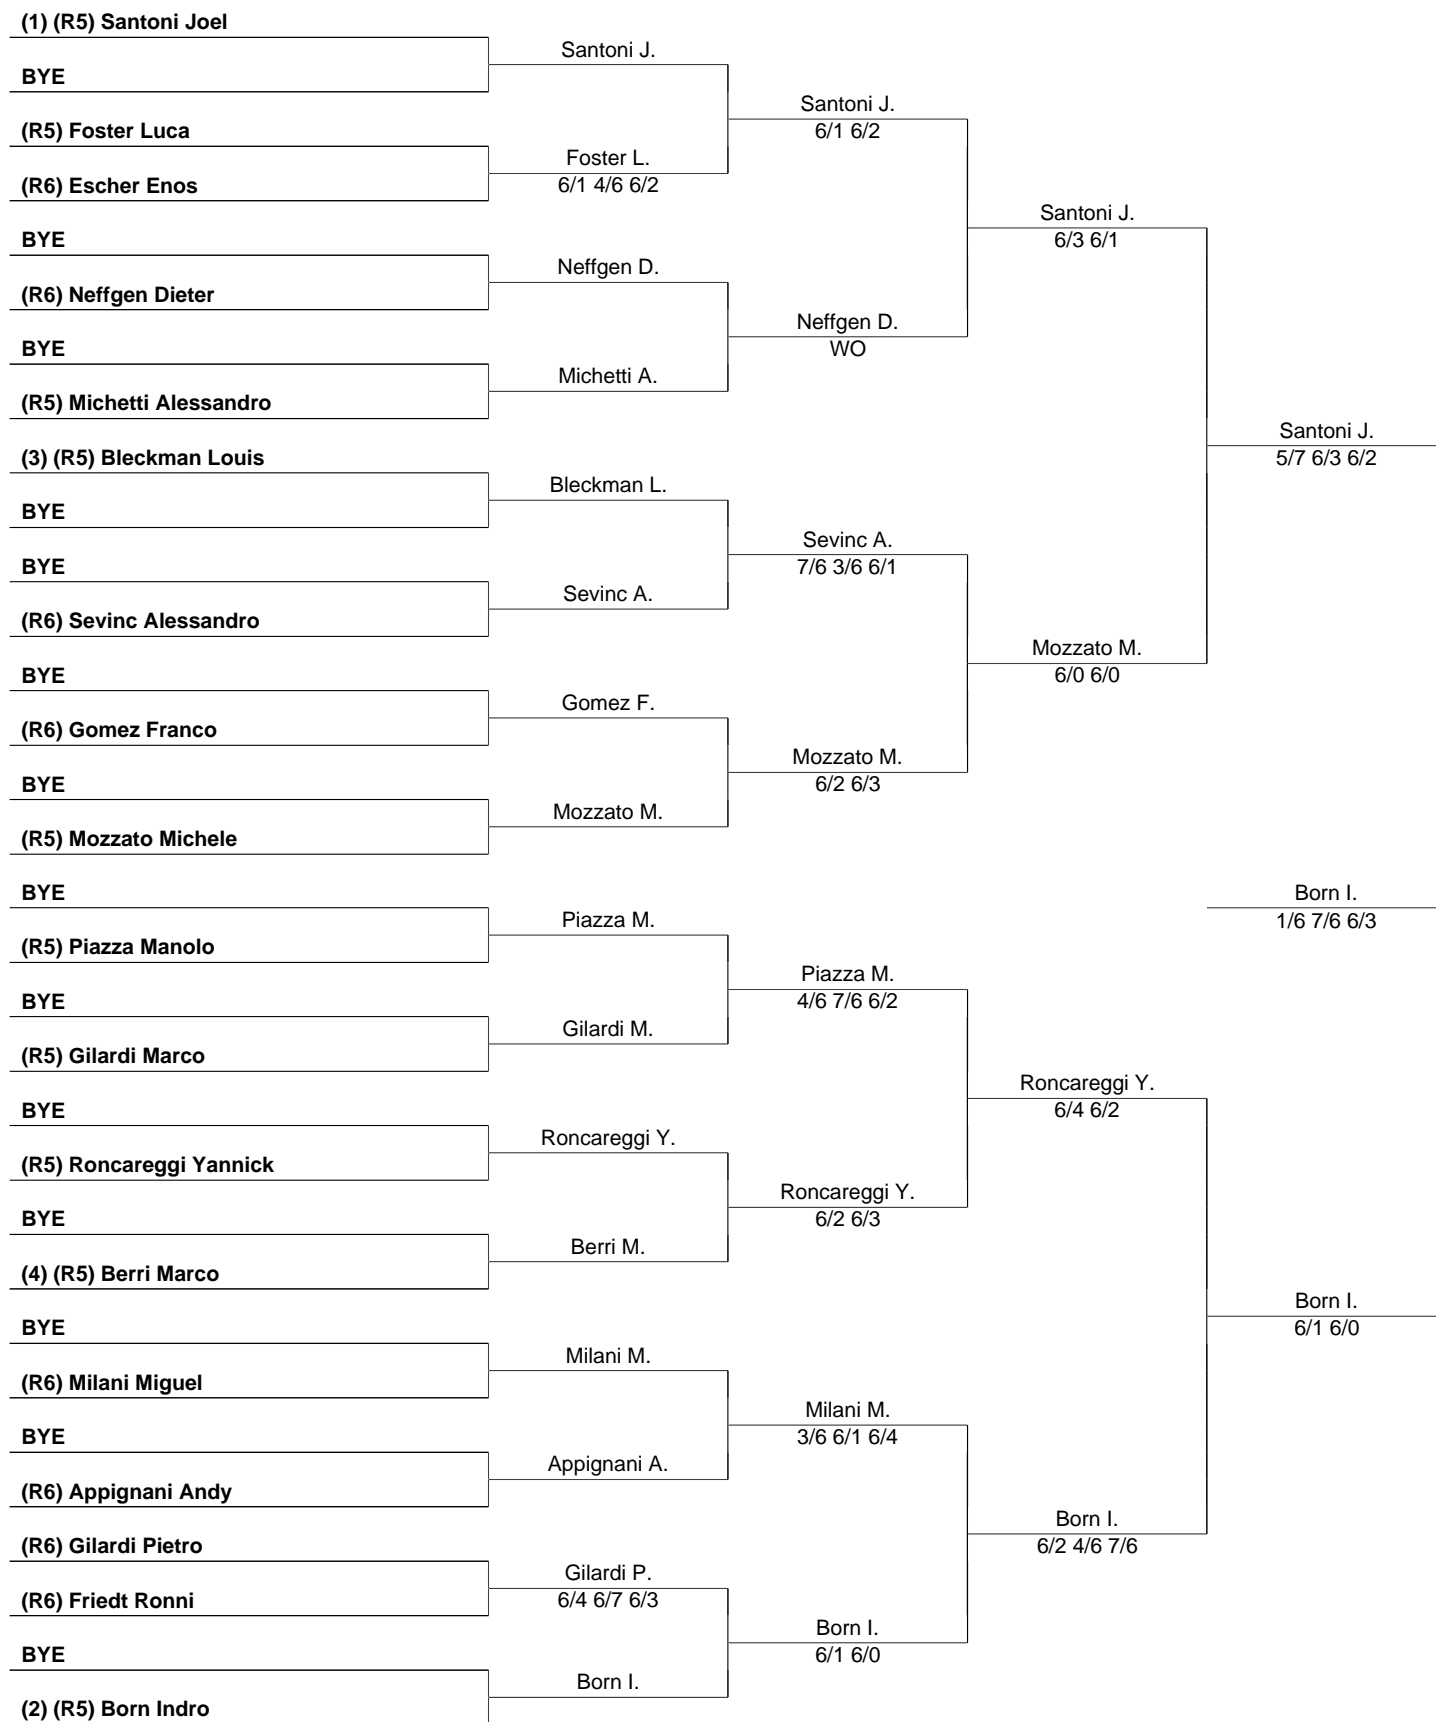 (1) (R5) Santoni Joel
Santoni J.
BYE
Santoni J.
6/1 6/2
(R5) Foster Luca
Foster L.
6/1 4/6 6/2
(R6) Escher Enos
Santoni J.
6/3 6/1
BYE
Neffgen D.
(R6) Neffgen Dieter
Neffgen D.
WO
BYE
Michetti A.
(R5) Michetti Alessandro
Santoni J.
5/7 6/3 6/2
(3) (R5) Bleckman Louis
Bleckman L.
BYE
Sevinc A.
7/6 3/6 6/1
BYE
Sevinc A.
(R6) Sevinc Alessandro
Mozzato M.
6/0 6/0
BYE
Gomez F.
(R6) Gomez Franco
Mozzato M.
6/2 6/3
BYE
Mozzato M.
(R5) Mozzato Michele
BYE
Born I.
1/6 7/6 6/3
Piazza M.
(R5) Piazza Manolo
Piazza M.
4/6 7/6 6/2
BYE
Gilardi M.
(R5) Gilardi Marco
Roncareggi Y.
6/4 6/2
BYE
Roncareggi Y.
(R5) Roncareggi Yannick
Roncareggi Y.
6/2 6/3
BYE
Berri M.
(4) (R5) Berri Marco
Born I.
6/1 6/0
BYE
Milani M.
(R6) Milani Miguel
Milani M.
3/6 6/1 6/4
BYE
Appignani A.
(R6) Appignani Andy
Born I.
6/2 4/6 7/6
(R6) Gilardi Pietro
Gilardi P.
6/4 6/7 6/3
(R6) Friedt Ronni
Born I.
6/1 6/0
BYE
Born I.
(2) (R5) Born Indro